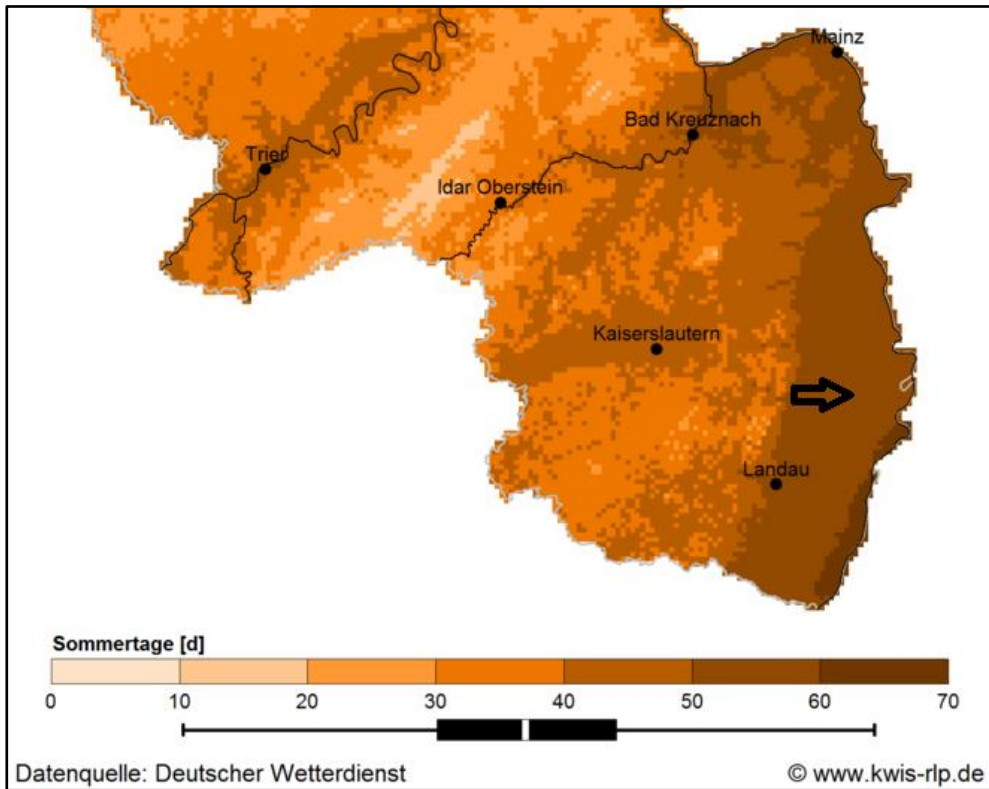 Mainz
Bad Kreuznach
Trier
Idar Oberstein
Kaiserslautern
Landau
Sommertage [d]
0 10 20 30 40 50 60 70
Datenquelle: Deutscher Wetterdienst © www.kwis-rlp.de